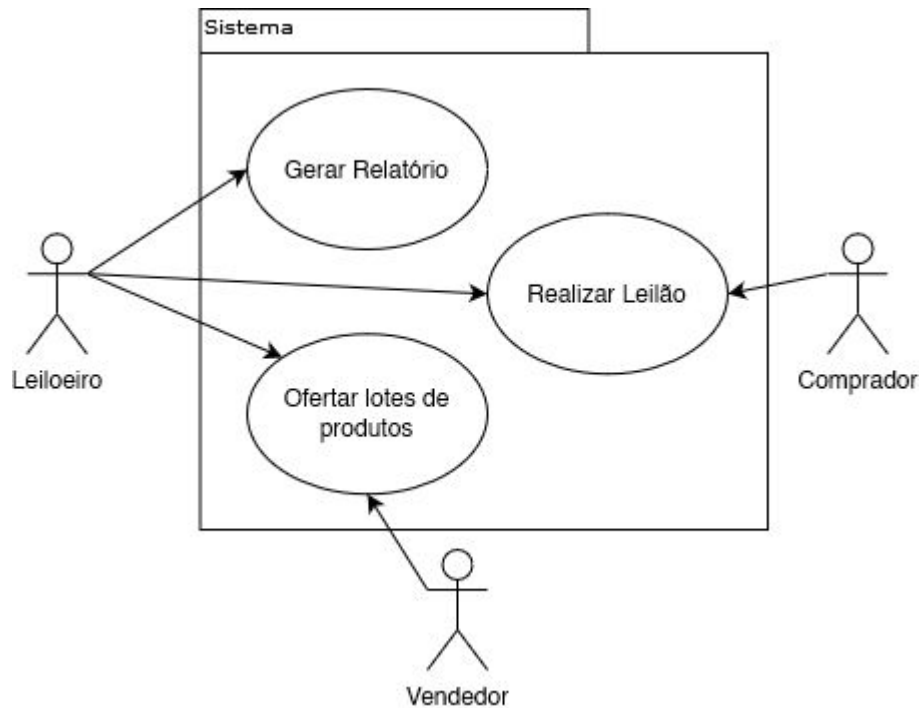 Sistema
Gerar Relatório
Realizar Leilão
Leiloeiro
Comprador
Ofertar lotes de
produtos
Vendedor